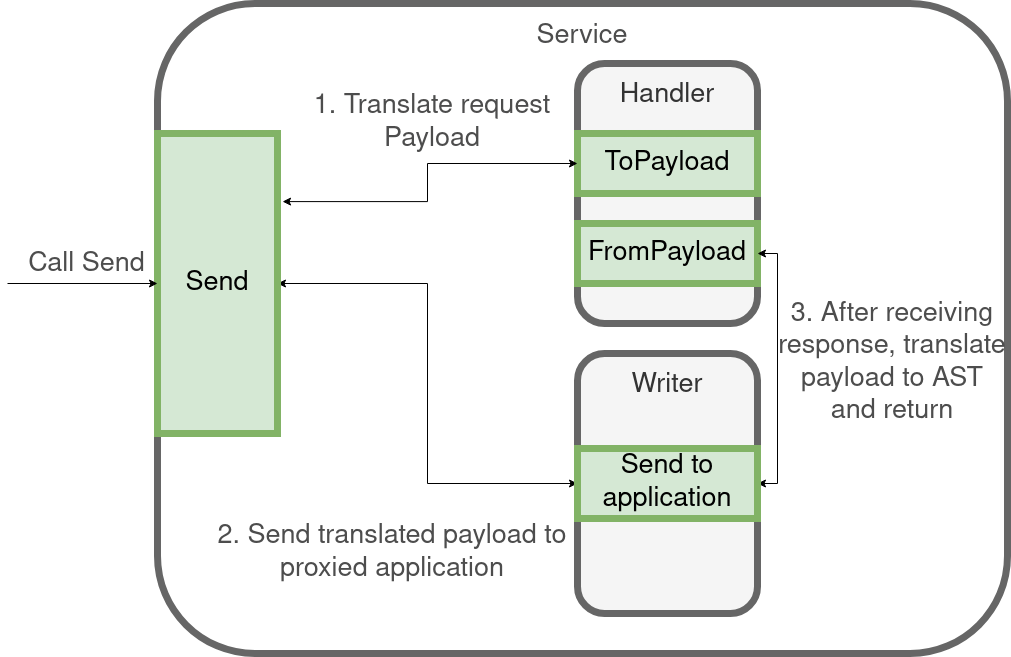 Service
Handler
1. Translate request
Payload
ToPayload
FromPayload
Call Send
Send
3. After receiving
response, translate
payload to AST
and return
Writer
Send to
application
2. Send translated payload to
proxied application